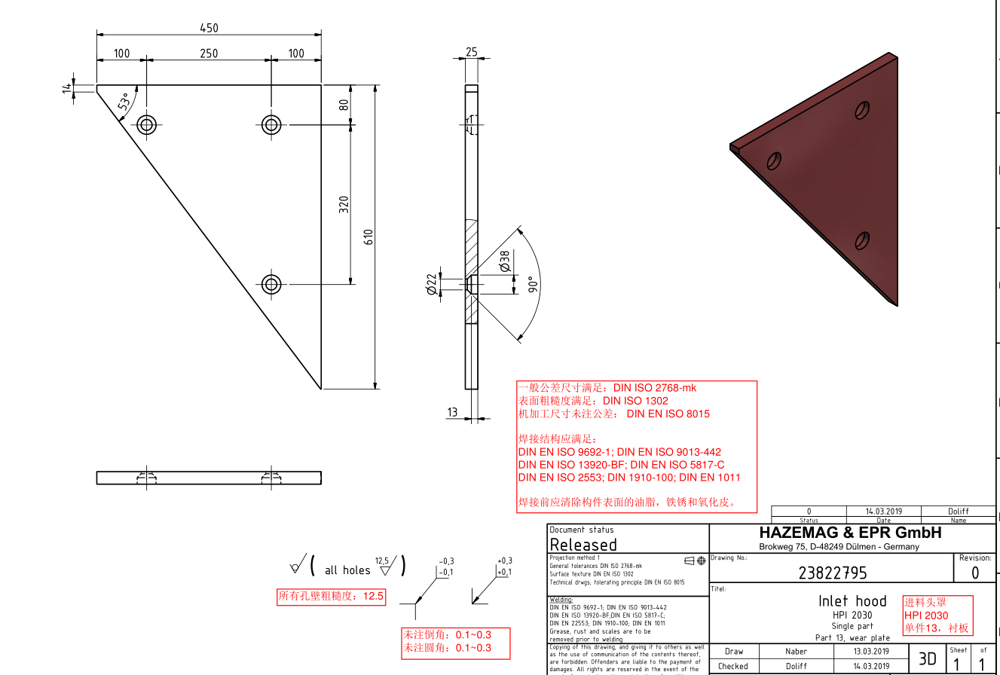 450
100
250
100
14
53°
80
320
610
25
Ø22
Ø38
90°
13
一般公差尺寸满足：DIN ISO 2768-mk
表面粗糙度满足：DIN ISO 1302
机加工尺寸未注公差： DIN EN ISO 8015
焊接结构应满足：
DIN EN ISO 9692-1; DIN EN ISO 9013-442
DIN EN ISO 13920-BF; DIN EN ISO 5817-C
DIN EN ISO 2553; DIN 1910-100; DIN EN 1011
焊接前应清除构件表面的油脂，铁锈和氧化皮。
( all holes 12,5 )
所有孔壁粗糙度：12.5
-0,3
-0,1
+0,3
+0,1
未注倒角：0.1~0.3
未注圆角：0.1~0.3
0 14.03.2019 Doliff
Status Date Name
Document status
Released
HAZEMAG & EPR GmbH
Brokweg 75, D-48249 Dülmen - Germany
Projection method 1
General tolerances DIN ISO 2768-mk
Surface texture DIN EN ISO 1302
Technical drwgs; tolerating principle DIN EN ISO 8015
Drawing No.:
23822795
Revision:
0
Welding:
DIN EN ISO 9692-1; DIN EN ISO 9013-442
DIN EN ISO 13920-BF;DIN EN ISO 5817-C;
DIN EN 22553; DIN 1910-100; DIN EN 1011
Grease, rust and scales are to be
removed prior to welding
Titel:
Inlet hood
HPI 2030
Single part
Part 13, wear plate
进料头罩
HPI 2030
单件13，衬板
Copying of this drawing, and giving it to others as well
as the use of communication of the contents thereof,
are forbidden. Offenders are liable to the payment of
damages. All rights are reserved in the event of the
Draw Naber 13.03.2019
Checked Doliff 14.03.2019
3D
Sheet of
1 1